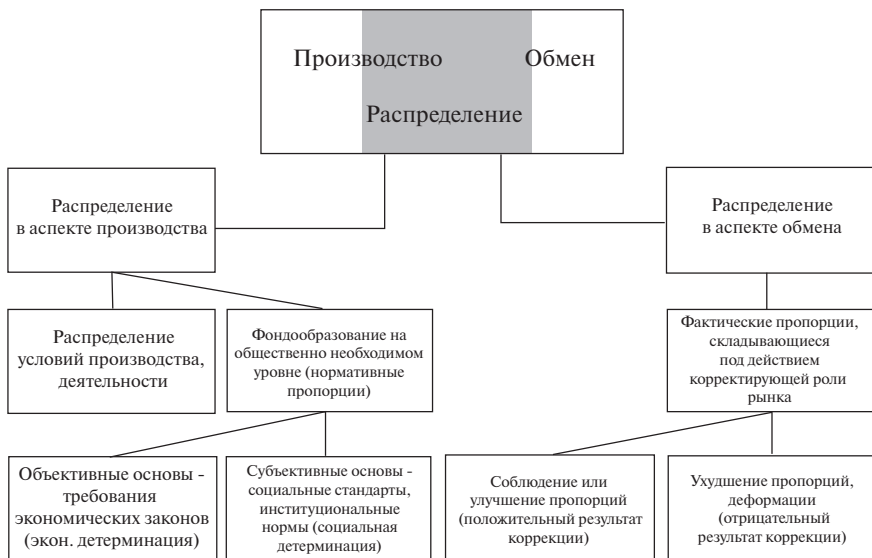 Производство Обмен
Распределение
Распределение
в аспекте производства
Распределение
в аспекте обмена
Распределение
условий производства,
деятельности
Фондообразование на
общественно необходимом
уровне (нормативные
пропорции)
Фактические пропорции,
складывающиеся
под действием
корректирующей роли
рынка
Объективные основы -
требования
экономических законов
(экон. детерминация)
Субъективные основы -
социальные стандарты,
институциональные
нормы (социальная
детерминация)
Соблюдение или
улучшение пропорций
(положительный результат
коррекции)
Ухудшение пропорций,
деформации
(отрицательный
результат коррекции)